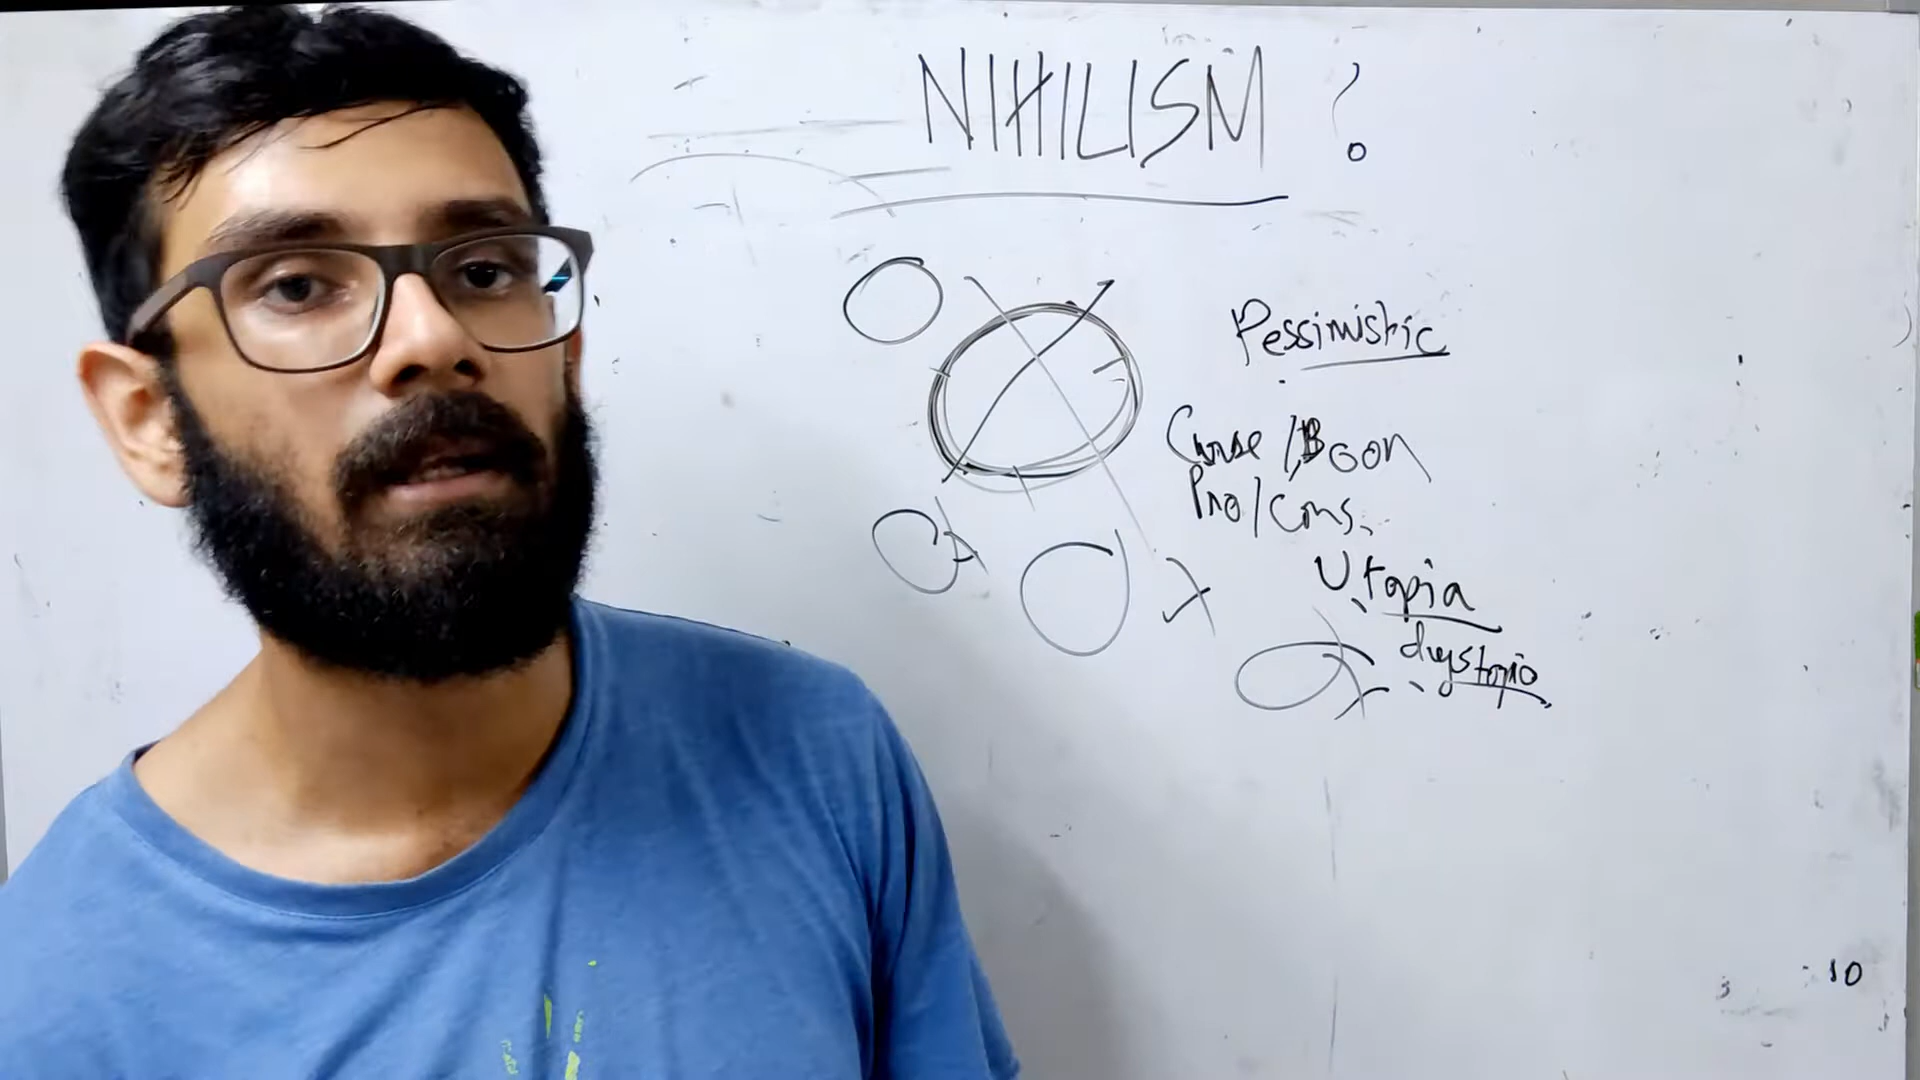 NIHILISM ?
Pessimistic
Curse / Boon
Pro / Cons.
Utopia
dystopia
10